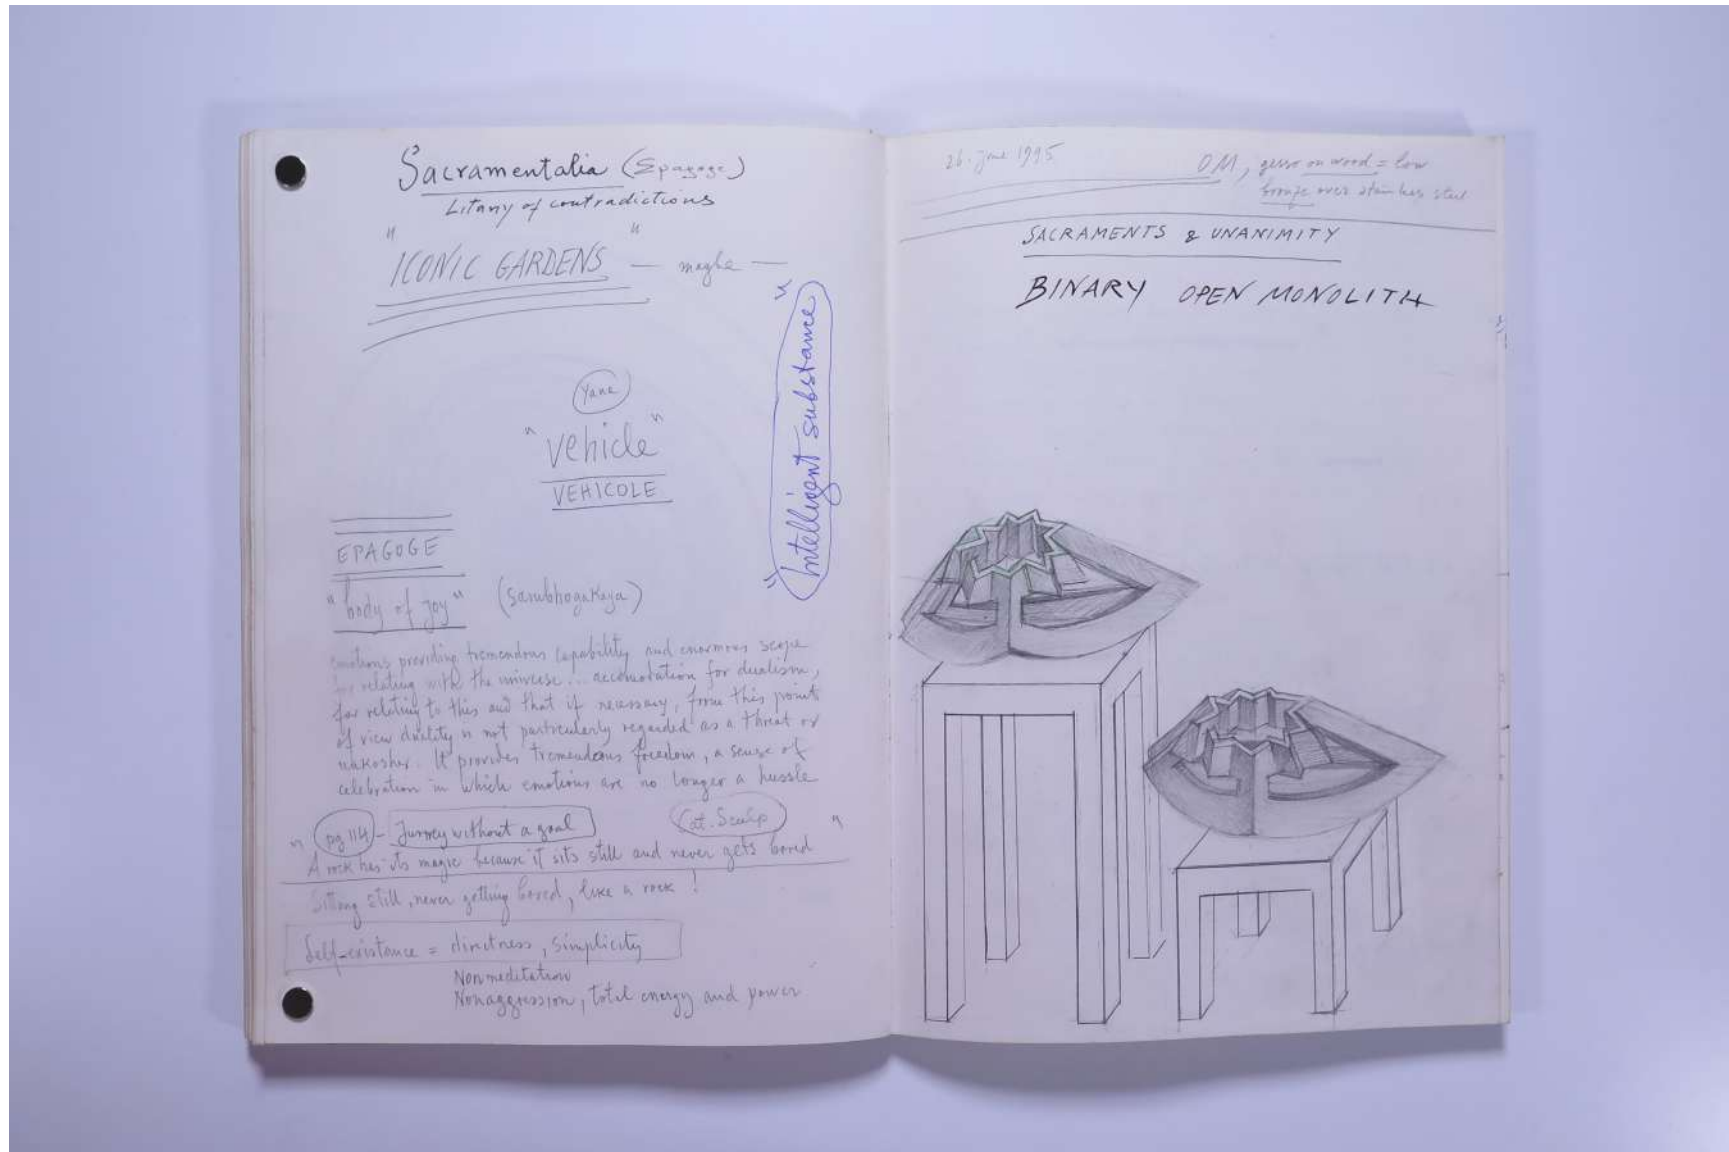 Sacramentalia (Epagoge)
Litany of contradictions
"ICONIC GARDENS" — maybe —
"Intelligent substance"
Yana
"vehicle"
VEHICOLE
EPAGOGE
"body of joy" (Sambhogakaya)
emotions providing tremendous capability and enormous scope
for relating with the universe... accomodation for dualism,
for relating to this and that if necessary, from this point
of view duality is not particularly regarded as a threat or
unkosher. It provides tremendous freedom, a sense of
celebration in which emotions are no longer a hussle
pg 114 - Jurney without a goal Cat. Sculp
"A rock has its magic because it sits still and never gets bored"
Sitting still, never getting bored, like a rock!
Self-existance = directness, simplicity
Nonmeditation
Nonaggression, total energy and power
26. June 1995
OM, gesso on wood = low
bronze over stainless steel
SACRAMENTS & UNANIMITY
BINARY OPEN MONOLITH